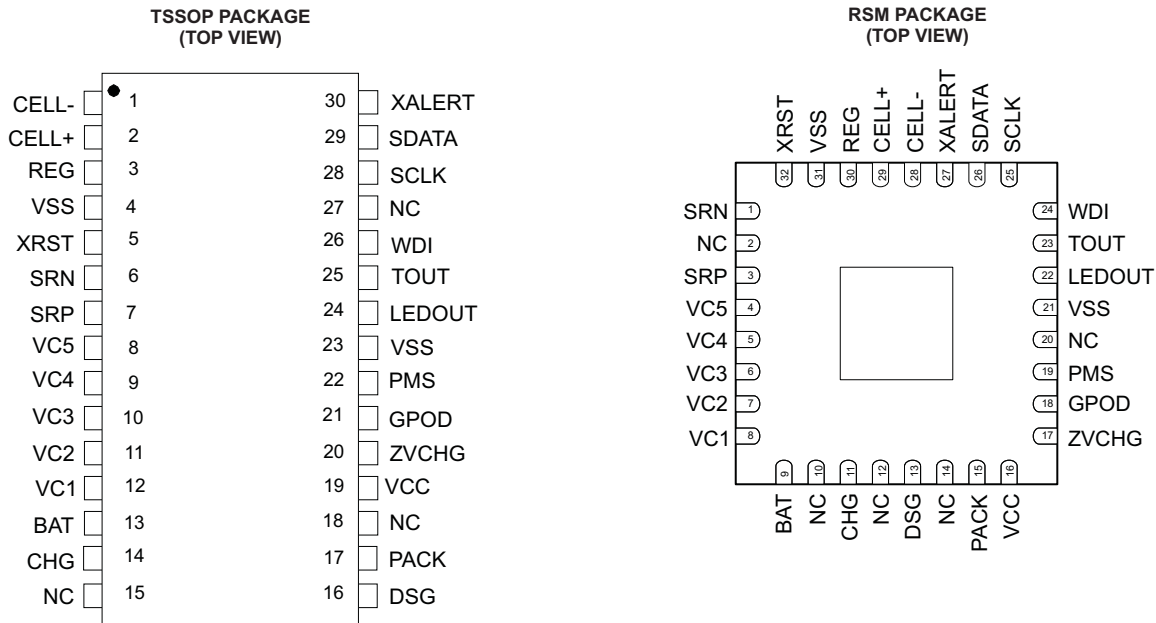 TSSOP PACKAGE
(TOP VIEW)
CELL- 1 30 XALERT
CELL+ 2 29 SDATA
REG 3 28 SCLK
VSS 4 27 NC
XRST 5 26 WDI
SRN 6 25 TOUT
SRP 7 24 LEDOUT
VC5 8 23 VSS
VC4 9 22 PMS
VC3 10 21 GPOD
VC2 11 20 ZVCHG
VC1 12 19 VCC
BAT 13 18 NC
CHG 14 17 PACK
NC 15 16 DSG
RSM PACKAGE
(TOP VIEW)
XRST VSS REG CELL+ CELL- XALERT SDATA SCLK
32 31 30 29 28 27 26 25
SRN 1 24 WDI
NC 2 23 TOUT
SRP 3 22 LEDOUT
VC5 4 21 VSS
VC4 5 20 NC
VC3 6 19 PMS
VC2 7 18 GPOD
VC1 8 17 ZVCHG
9 10 11 12 13 14 15 16
BAT NC CHG NC DSG NC PACK VCC